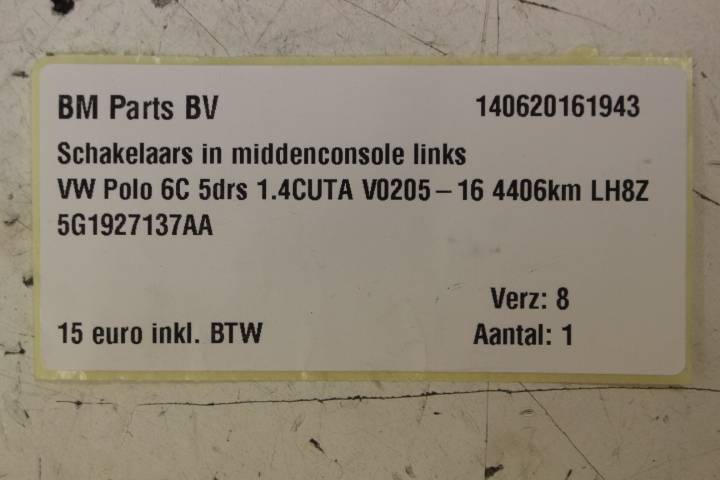 BM Parts BV 140620161943
Schakelaars in middenconsole links
VW Polo 6C 5drs 1.4CUTA V0205-16 4406km LH8Z
5G1927137AA
Verz: 8
15 euro inkl. BTW Aantal: 1